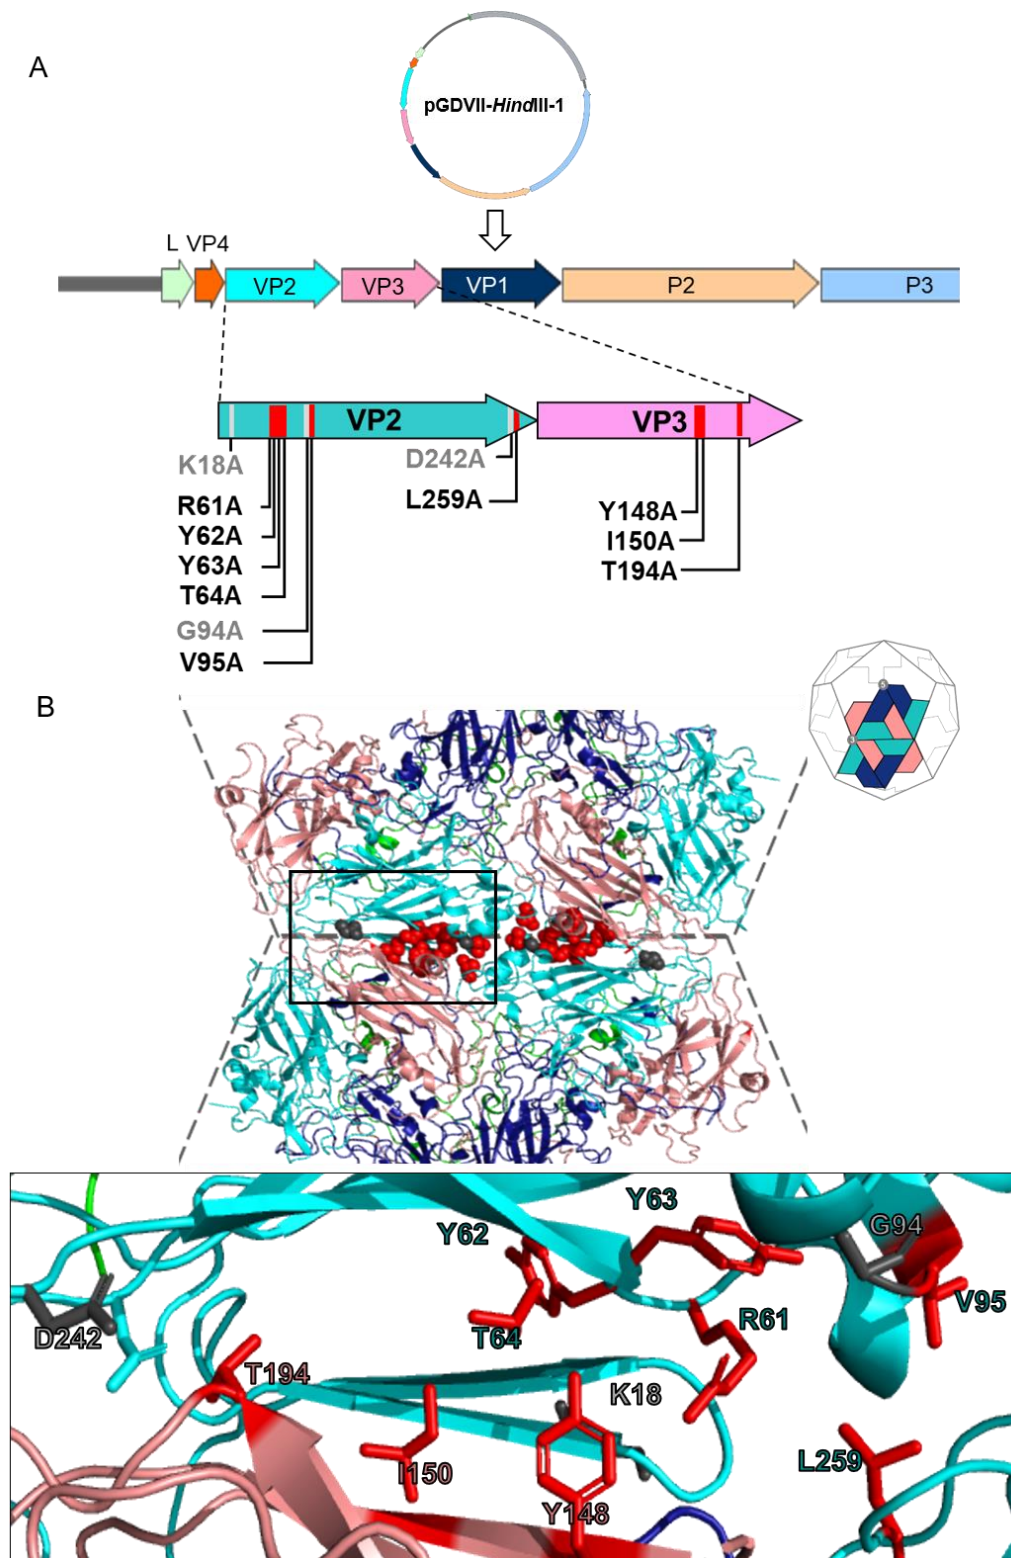 A
pGDVII-HindIII-1
L VP4
VP2 VP3 VP1 P2 P3
VP2 VP3
K18A
R61A
Y62A
Y63A
T64A
G94A
V95A
D242A
L259A
Y148A
I150A
T194A
B
Y63
Y62
G94
V95
R61
T64
D242
T194
K18
I150
L259
Y148